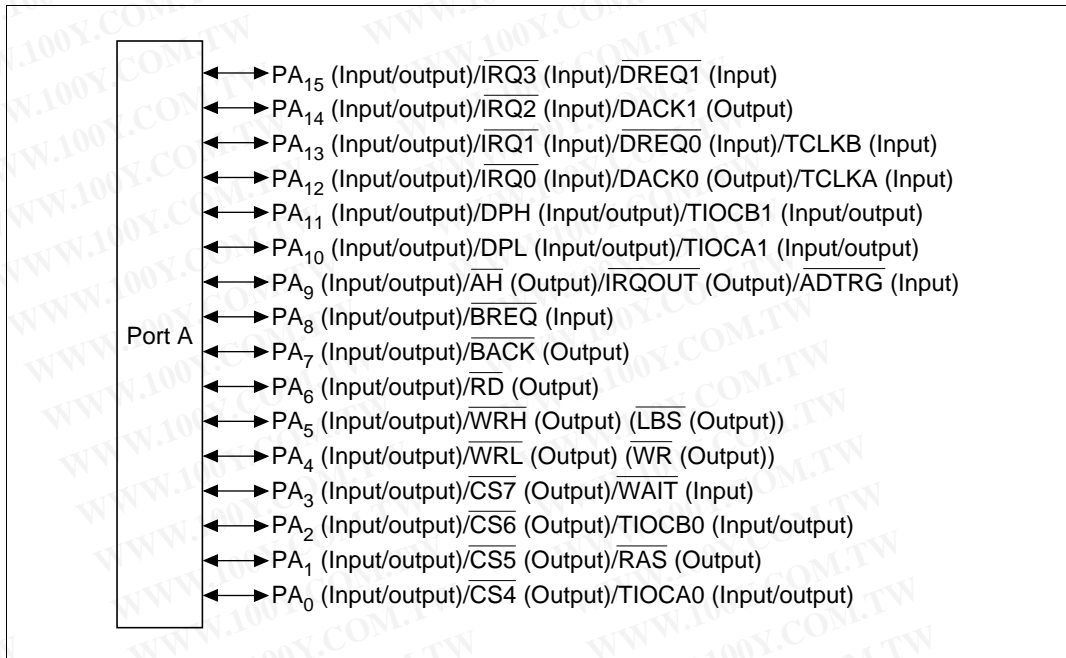 PA15 (Input/output)/IRQ3 (Input)/DREQ1 (Input)
PA14 (Input/output)/IRQ2 (Input)/DACK1 (Output)
PA13 (Input/output)/IRQ1 (Input)/DREQ0 (Input)/TCLKB (Input)
PA12 (Input/output)/IRQ0 (Input)/DACK0 (Output)/TCLKA (Input)
PA11 (Input/output)/DPH (Input/output)/TIOCB1 (Input/output)
PA10 (Input/output)/DPL (Input/output)/TIOCA1 (Input/output)
PA9 (Input/output)/AH (Output)/IRQOUT (Output)/ADTRG (Input)
PA8 (Input/output)/BREQ (Input)
Port A
PA7 (Input/output)/BACK (Output)
PA6 (Input/output)/RD (Output)
PA5 (Input/output)/WRH (Output) (LBS (Output))
PA4 (Input/output)/WRL (Output) (WR (Output))
PA3 (Input/output)/CS7 (Output)/WAIT (Input)
PA2 (Input/output)/CS6 (Output)/TIOCB0 (Input/output)
PA1 (Input/output)/CS5 (Output)/RAS (Output)
PA0 (Input/output)/CS4 (Output)/TIOCA0 (Input/output)
WWW.100Y.COM.TW